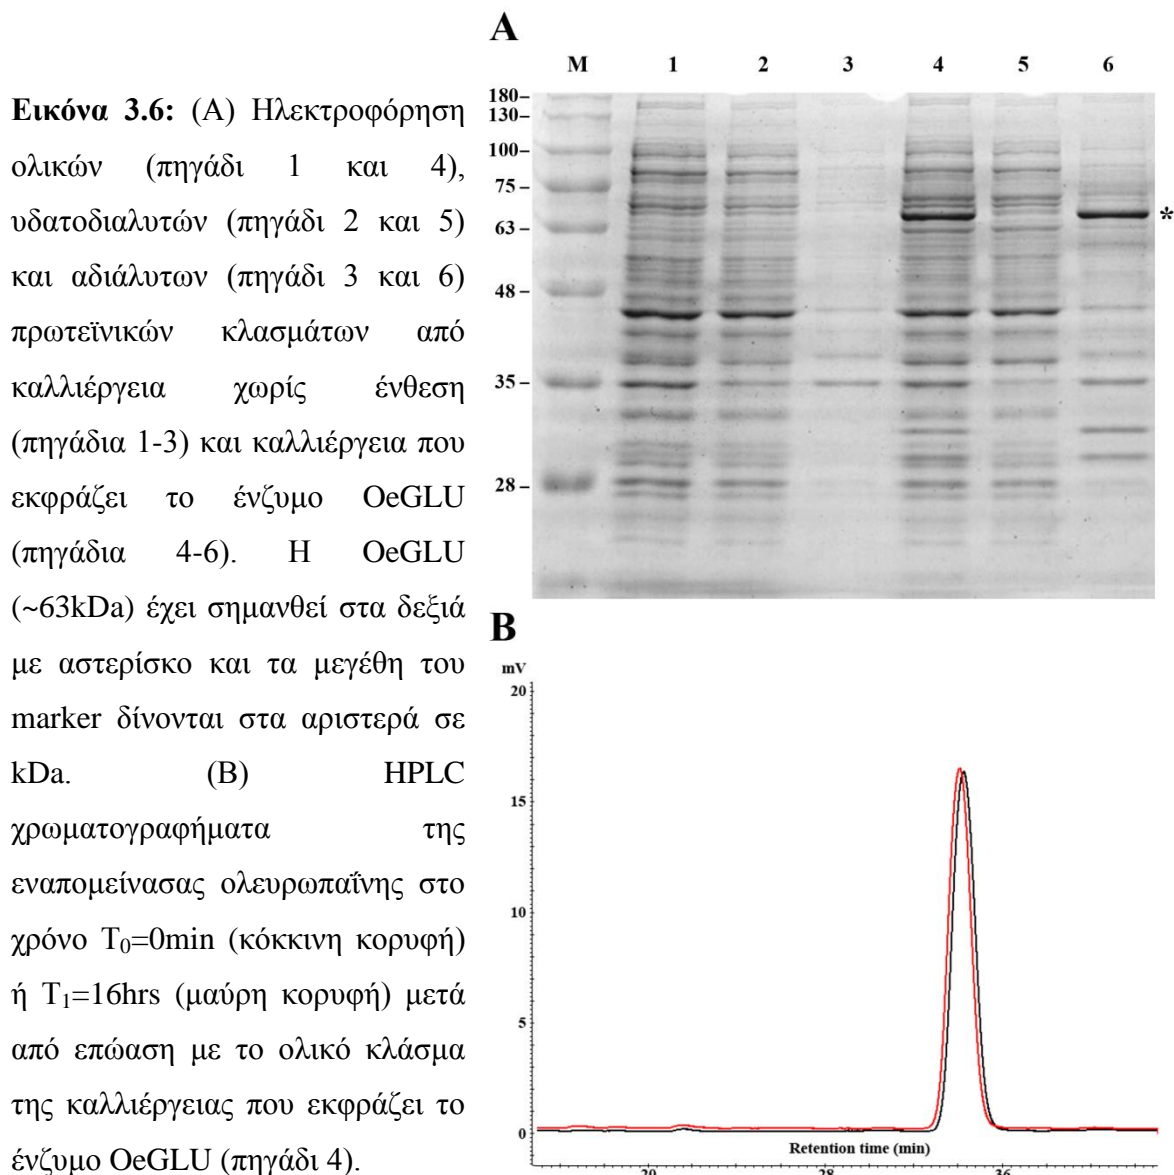 Εικόνα 3.6: (Α) Ηλεκτροφόρηση
ολικών (πηγάδι 1 και 4),
υδατοδιαλυτών (πηγάδι 2 και 5)
και αδιάλυτων (πηγάδι 3 και 6)
πρωτεϊνικών κλασμάτων από
καλλιέργεια χωρίς ένθεση
(πηγάδια 1-3) και καλλιέργεια που
εκφράζει το ένζυμο OeGLU
(πηγάδια 4-6). Η OeGLU
(~63kDa) έχει σημανθεί στα δεξιά
με αστερίσκο και τα μεγέθη του
marker δίνονται στα αριστερά σε
kDa. (Β) HPLC
χρωματογραφήματα της
εναπομείνασας ολευρωπαΐνης στο
χρόνο T₀=0min (κόκκινη κορυφή)
ή T₁=16hrs (μαύρη κορυφή) μετά
από επώαση με το ολικό κλάσμα
της καλλιέργειας που εκφράζει το
ένζυμο OeGLU (πηγάδι 4).
A
M 1 2 3 4 5 6
180
130
100
75
63
*
48
35
28
B
mV
20
15
10
5
0
Retention time (min)
20 28 36